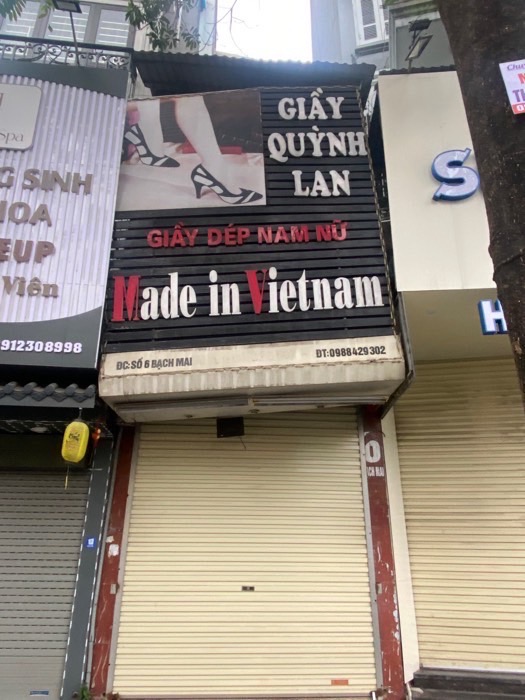 GIẦY
QUỲNH
LAN
GIẦY DÉP NAM NỮ
Made in Vietnam
ĐC: SỐ 6 BẠCH MAI
ĐT: 0988429302
Spa
G SINH
HOA
EUP
Viên
912308998
S
H